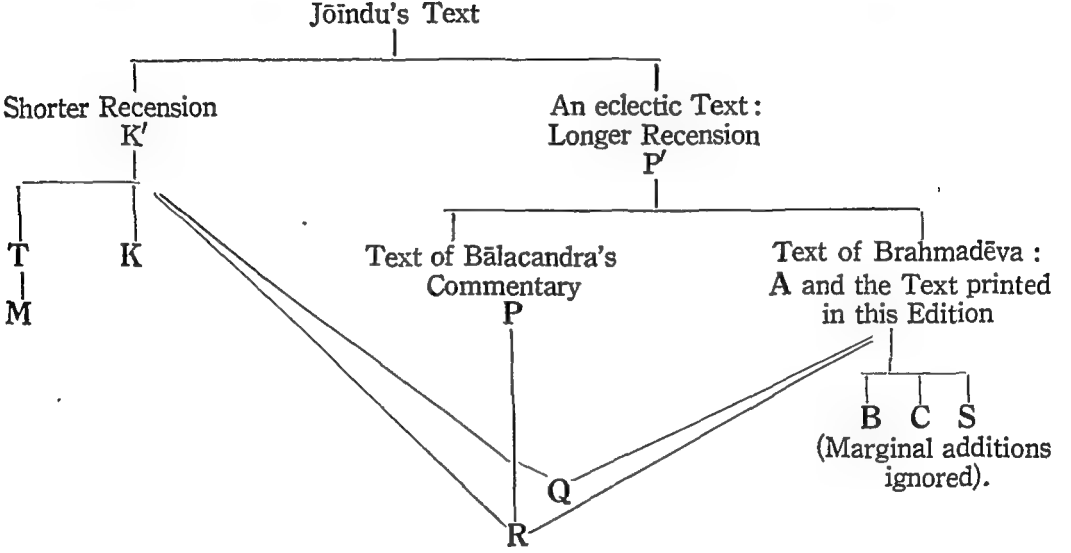 Jōīndu's Text
Shorter Recension
K′
An eclectic Text :
Longer Recension
P′
T
K
M
Text of Bālacandra's
Commentary
P
Text of Brahmadēva :
A and the Text printed
in this Edition
B C S
(Marginal additions
ignored).
Q
R